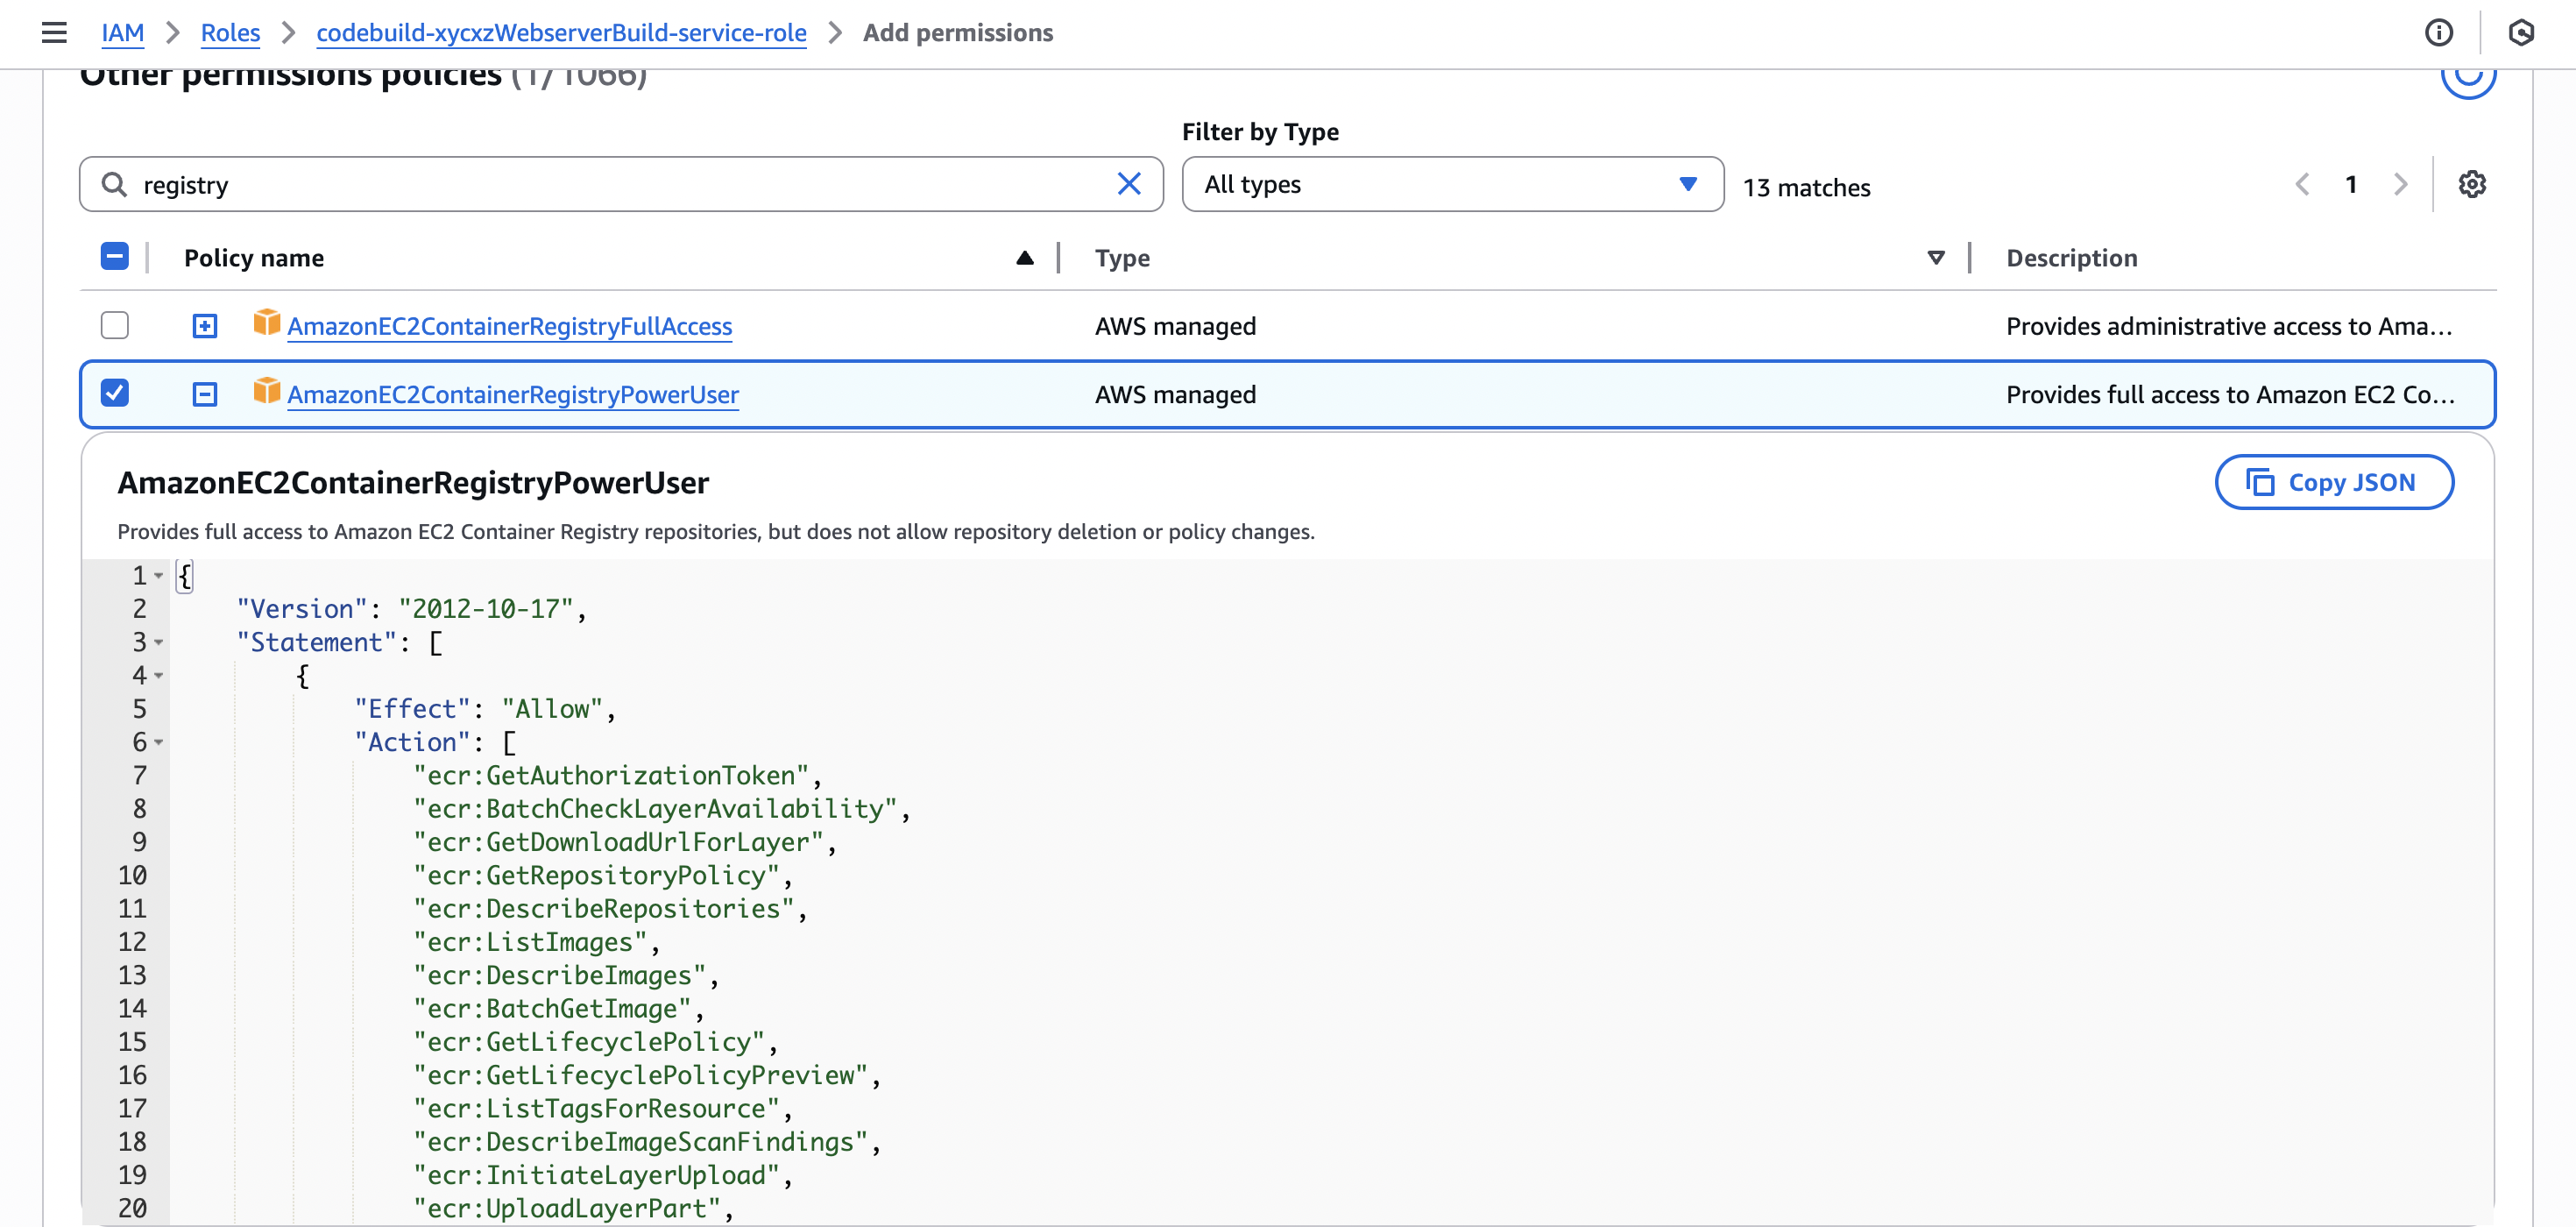 IAM > Roles > codebuild-xycxzWebserverBuild-service-role > Add permissions
Other permissions policies (1/1066)
Filter by Type
registry
All types
13 matches
1
Policy name
Type
Description
AmazonEC2ContainerRegistryFullAccess
AWS managed
Provides administrative access to Ama...
AmazonEC2ContainerRegistryPowerUser
AWS managed
Provides full access to Amazon EC2 Co...
AmazonEC2ContainerRegistryPowerUser
Copy JSON
Provides full access to Amazon EC2 Container Registry repositories, but does not allow repository deletion or policy changes.
1 {
2 "Version": "2012-10-17",
3 "Statement": [
4 {
5 "Effect": "Allow",
6 "Action": [
7 "ecr:GetAuthorizationToken",
8 "ecr:BatchCheckLayerAvailability",
9 "ecr:GetDownloadUrlForLayer",
10 "ecr:GetRepositoryPolicy",
11 "ecr:DescribeRepositories",
12 "ecr:ListImages",
13 "ecr:DescribeImages",
14 "ecr:BatchGetImage",
15 "ecr:GetLifecyclePolicy",
16 "ecr:GetLifecyclePolicyPreview",
17 "ecr:ListTagsForResource",
18 "ecr:DescribeImageScanFindings",
19 "ecr:InitiateLayerUpload",
20 "ecr:UploadLayerPart",